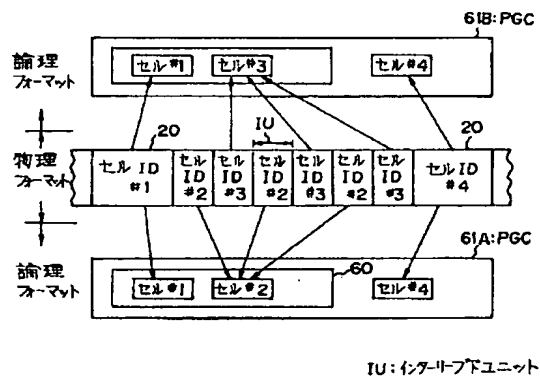 61B:PGC
論理
フォーマット
セル#1
セル#3
セル#4
20
IU
20
物理
フォーマット
セル ID #1
セル ID #2
セル ID #3
セル ID #2
セル ID #3
セル ID #2
セル ID #3
セル ID #4
61A:PGC
論理
フォーマット
セル#1
セル#2
60
セル#4
IU:インターリーブドユニット